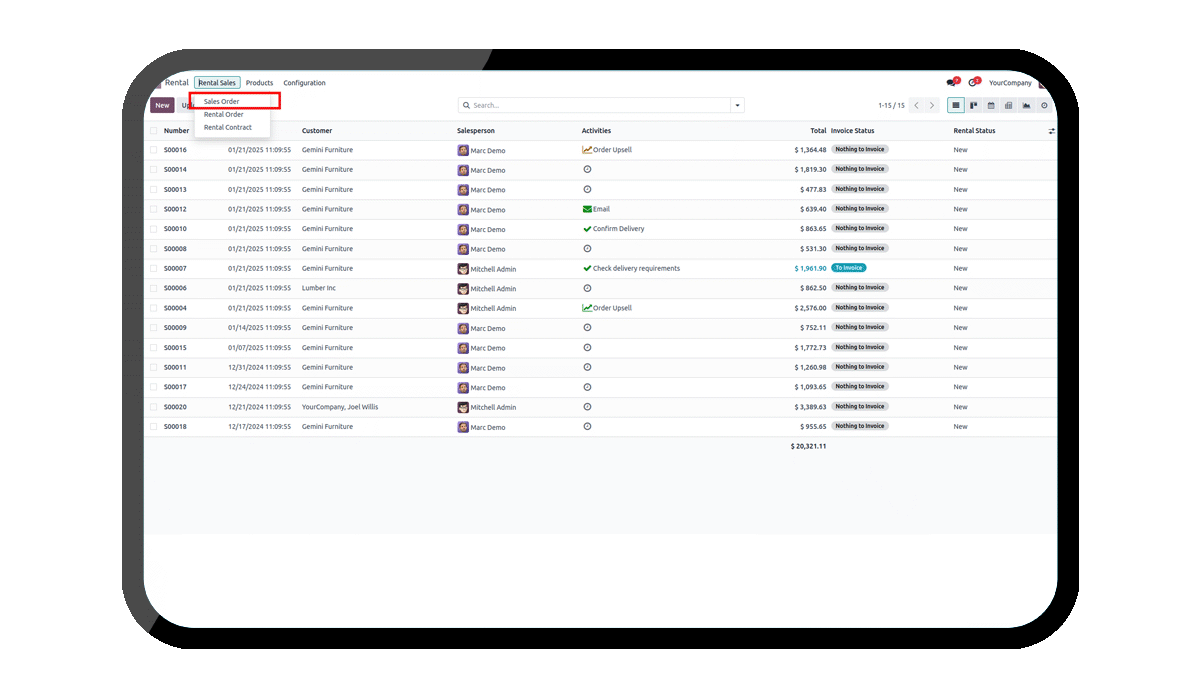 Rental Rental Sales Products Configuration YourCompany
Sales Order
New Search... 1-15 / 15
Rental Order
Rental Contract
Number Customer Salesperson Activities Total Invoice Status Rental Status
S00016 01/21/2025 11:09:55 Gemini Furniture Marc Demo Order Upsell $ 1,364.48 Nothing to Invoice New
S00014 01/21/2025 11:09:55 Gemini Furniture Marc Demo $ 1,819.30 Nothing to Invoice New
S00013 01/21/2025 11:09:55 Gemini Furniture Marc Demo $ 477.83 Nothing to Invoice New
S00012 01/21/2025 11:09:55 Gemini Furniture Marc Demo Email $ 639.40 Nothing to Invoice New
S00010 01/21/2025 11:09:55 Gemini Furniture Marc Demo Confirm Delivery $ 863.65 Nothing to Invoice New
S00008 01/21/2025 11:09:55 Gemini Furniture Marc Demo $ 531.30 Nothing to Invoice New
S00007 01/21/2025 11:09:55 Gemini Furniture Mitchell Admin Check delivery requirements $ 1,961.90 To Invoice New
S00006 01/21/2025 11:09:55 Lumber Inc Mitchell Admin $ 862.50 Nothing to Invoice New
S00004 01/21/2025 11:09:55 Gemini Furniture Mitchell Admin Order Upsell $ 2,576.00 Nothing to Invoice New
S00009 01/14/2025 11:09:55 Gemini Furniture Marc Demo $ 752.11 Nothing to Invoice New
S00015 01/07/2025 11:09:55 Gemini Furniture Marc Demo $ 1,772.73 Nothing to Invoice New
S00011 12/31/2024 11:09:55 Gemini Furniture Marc Demo $ 1,260.98 Nothing to Invoice New
S00017 12/24/2024 11:09:55 Gemini Furniture Marc Demo $ 1,093.65 Nothing to Invoice New
S00020 12/21/2024 11:09:55 YourCompany, Joel Willis Mitchell Admin $ 3,389.63 Nothing to Invoice New
S00018 12/17/2024 11:09:55 Gemini Furniture Marc Demo $ 955.65 Nothing to Invoice New
$ 20,321.11